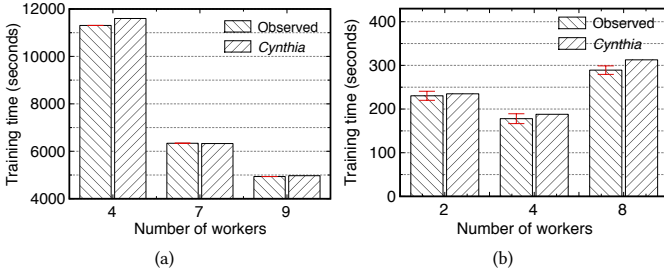 Training time (seconds)
12000
10000
8000
6000
4000
Observed
Cynthia
4 7 9
Number of workers
(a)
Training time (seconds)
400
300
200
100
0
Observed
Cynthia
2 4 8
Number of workers
(b)